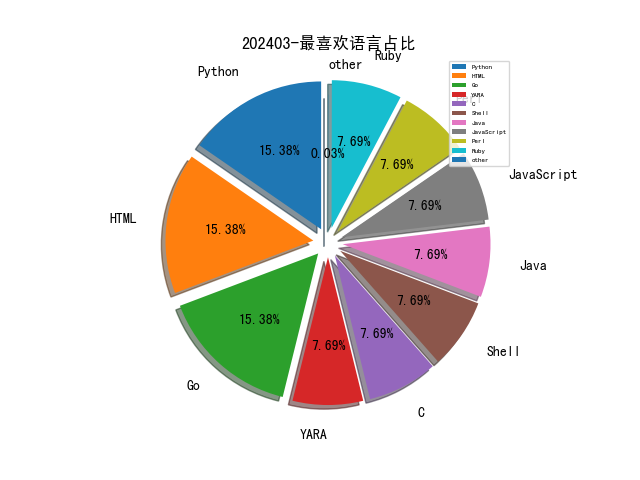 202403-最喜欢语言占比
Python
HTML
Go
YARA
C
Shell
Java
JavaScript
Ruby
other
15.38%
15.38%
15.38%
7.69%
7.69%
7.69%
7.69%
7.69%
7.69%
7.69%
0.03%
Python
HTML
Go
YARA
C
Shell
Java
JavaScript
Perl
Ruby
other